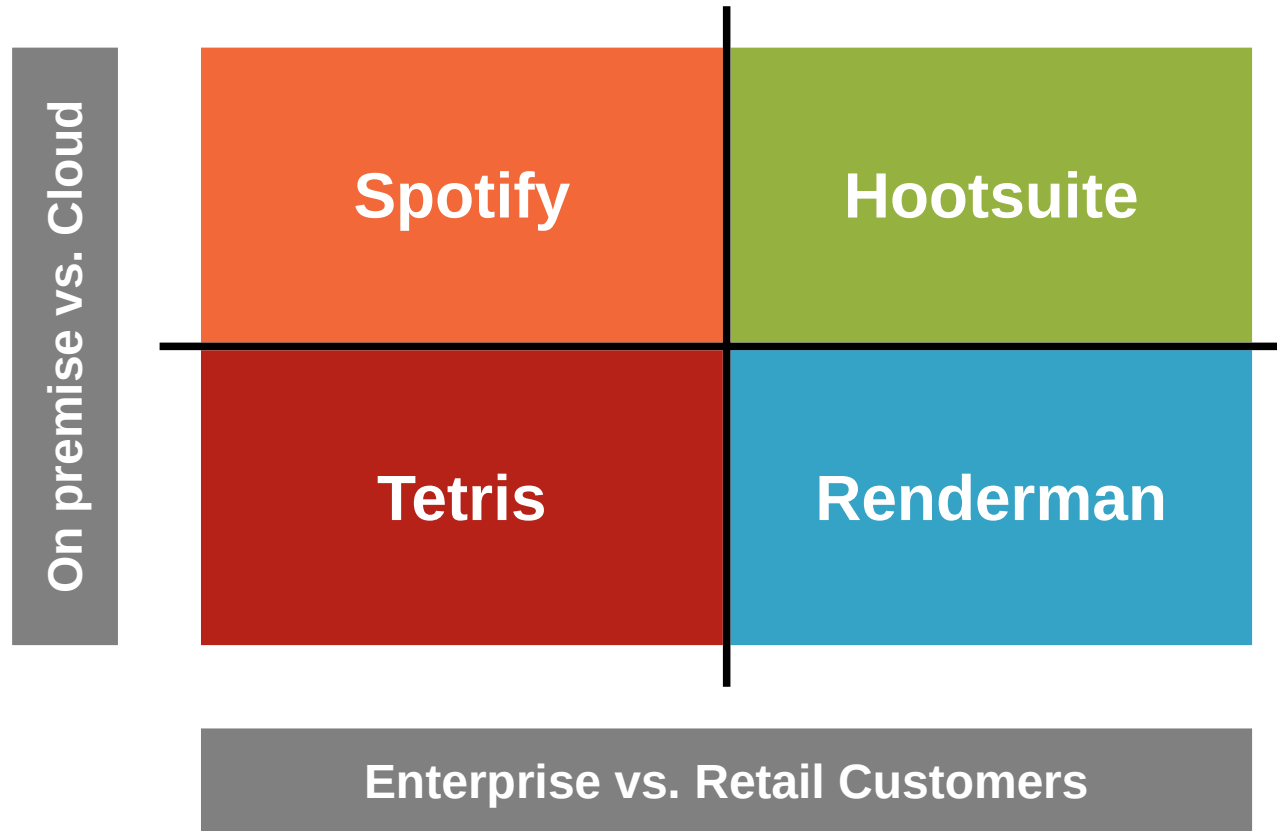 On premise vs. Cloud
Spotify
Hootsuite
Tetris
Renderman
Enterprise vs. Retail Customers